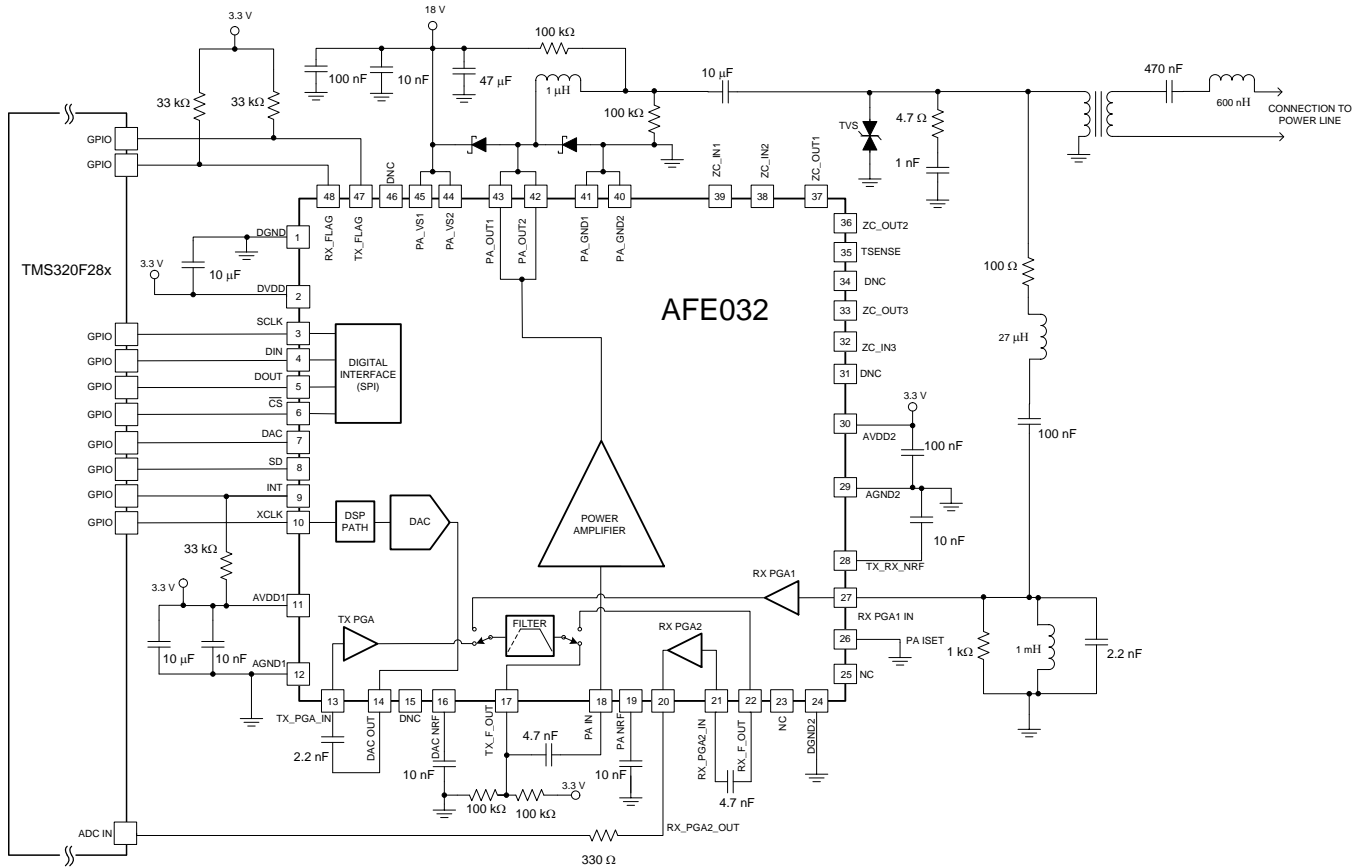 3.3 V
18 V
33 kΩ
33 kΩ
100 nF
10 nF
47 μF
100 kΩ
1 μH
100 kΩ
10 μF
TVS
4.7 Ω
1 nF
470 nF
600 nH
CONNECTION TO
POWER LINE
GPIO
GPIO
48
47
46
45
44
43
42
41
40
39
38
37
RX_FLAG
TX_FLAG
DNC
PA_VS1
PA_VS2
PA_OUT1
PA_OUT2
PA_GND1
PA_GND2
ZC_IN1
ZC_IN2
ZC_OUT1
TMS320F28x
AFE032
DGND
1
10 μF
3.3 V
DVDD
2
GPIO
SCLK
3
GPIO
DIN
4
GPIO
DOUT
5
GPIO
CS
6
DIGITAL
INTERFACE
(SPI)
GPIO
DAC
7
GPIO
SD
8
GPIO
INT
9
GPIO
XCLK
10
DSP
PATH
DAC
POWER
AMPLIFIER
33 kΩ
3.3 V
AVDD1
11
10 μF
10 nF
AGND1
12
36
ZC_OUT2
35
TSENSE
34
DNC
33
ZC_OUT3
32
ZC_IN3
31
DNC
3.3 V
30
AVDD2
100 nF
29
AGND2
10 nF
28
TX_RX_NRF
27
RX PGA1 IN
26
PA ISET
25
NC
100 Ω
27 μH
100 nF
1 kΩ
1 mH
2.2 nF
TX PGA
FILTER
RX PGA1
RX PGA2
13
14
15
16
17
18
19
20
21
22
23
24
TX_PGA_IN
DAC OUT
DNC
DAC NRF
TX_F_OUT
PA IN
PA NRF
RX_PGA2_IN
RX_F_OUT
NC
DGND2
2.2 nF
10 nF
4.7 nF
10 nF
4.7 nF
100 kΩ
100 kΩ
3.3 V
RX_PGA2_OUT
ADC IN
330 Ω